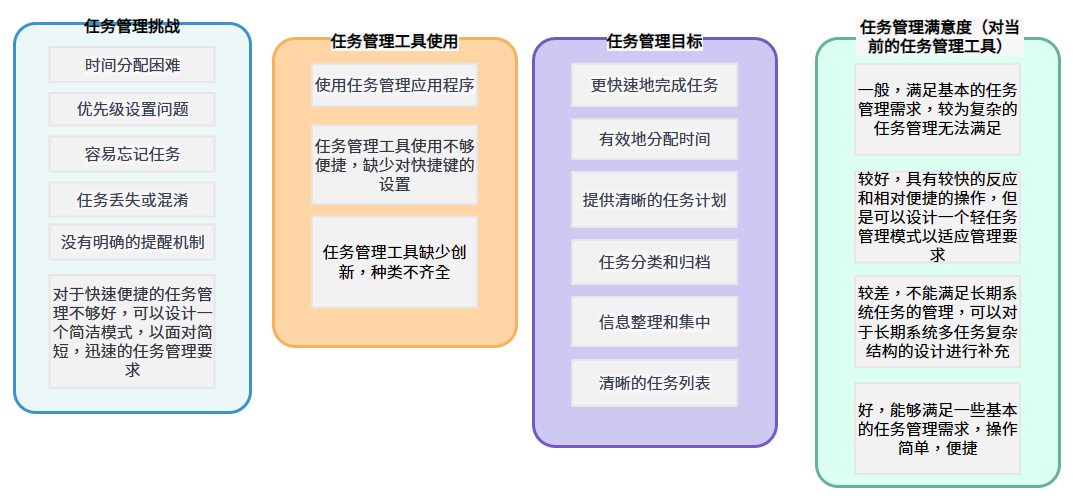 任务管理挑战
时间分配困难
优先级设置问题
容易忘记任务
任务丢失或混淆
没有明确的提醒机制
对于快速便捷的任务管
理不够好，可以设计一
个简洁模式，以面对简
短，迅速的任务管理要
求
任务管理工具使用
使用任务管理应用程序
任务管理工具使用不够
便捷，缺少对快捷键的
设置
任务管理工具缺少创
新，种类不齐全
任务管理目标
更快速地完成任务
有效地分配时间
提供清晰的任务计划
任务分类和归档
信息整理和集中
清晰的任务列表
任务管理满意度（对当
前的任务管理工具）
一般，满足基本的任务
管理需求，较为复杂的
任务管理无法满足
较好，具有较快的反应
和相对便捷的操作，但
是可以设计一个轻任务
管理模式以适应管理要
求
较差，不能满足长期系
统任务的管理，可以对
于长期系统多任务复杂
结构的设计进行补充
好，能够满足一些基本
的任务管理需求，操作
简单，便捷